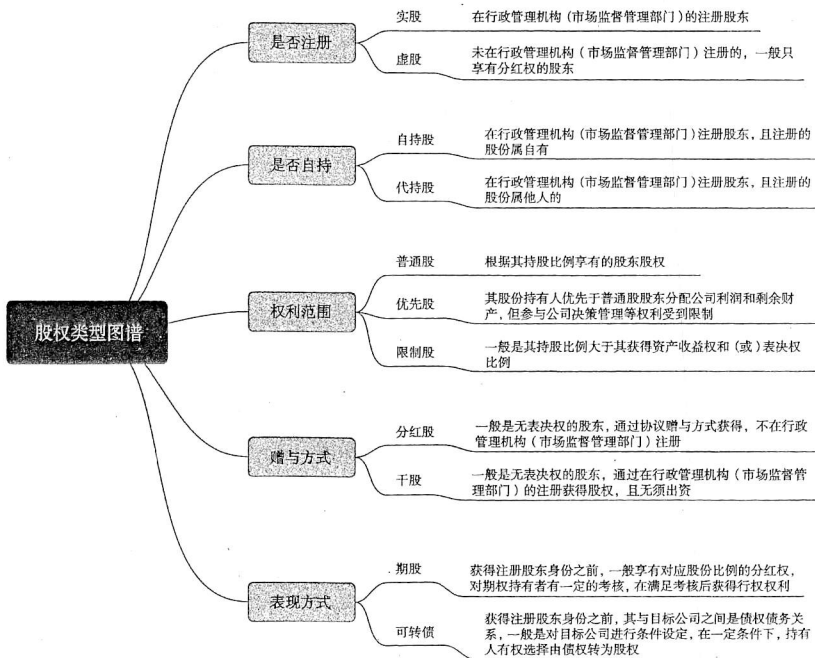 股权类型图谱
是否注册
实股
在行政管理机构（市场监督管理部门）的注册股东
虚股
未在行政管理机构（市场监督管理部门）注册的，一般只
享有分红权的股东
是否自持
自持股
在行政管理机构（市场监督管理部门）注册股东，且注册的
股份属自有
代持股
在行政管理机构（市场监督管理部门）注册股东，且注册的
股份属他人的
权利范围
普通股
根据其持股比例享有的股东股权
优先股
其股份持有人优先于普通股股东分配公司利润和剩余财
产，但参与公司决策管理等权利受到限制
限制股
一般是其持股比例大于其获得资产收益权和（或）表决权
比例
赠与方式
分红股
一般是无表决权的股东，通过协议赠与方式获得，不在行政
管理机构（市场监督管理部门）注册
干股
一般是无表决权的股东，通过在行政管理机构（市场监督管
理部门）的注册获得股权，且无须出资
表现方式
期股
获得注册股东身份之前，一般享有对应股份比例的分红权，
对期权持有者有一定的考核，在满足考核后获得行权权利
可转债
获得注册股东身份之前，其与目标公司之间是债权债务关
系，一般是对目标公司进行条件设定，在一定条件下，持有
人有权选择由债权转为股权